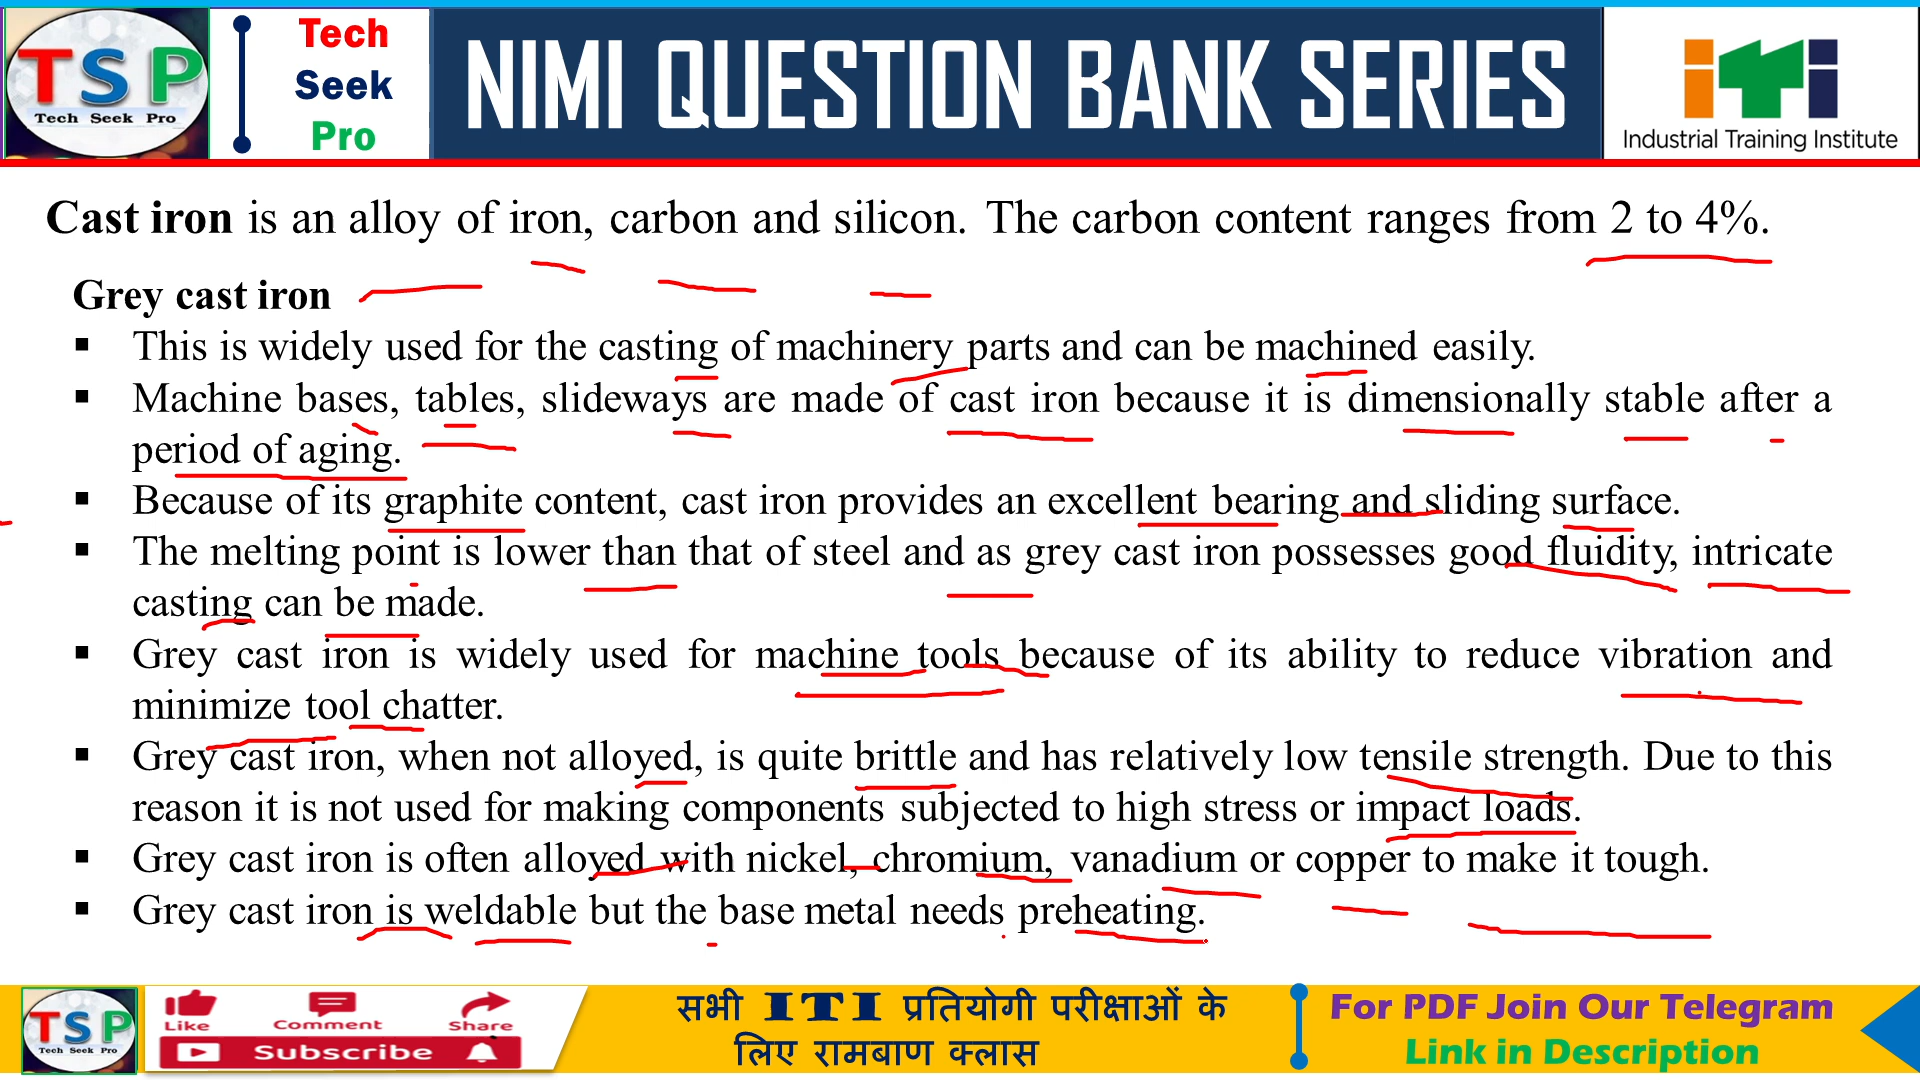 TSP
Tech Seek Pro
Tech
Seek
Pro
NIMI QUESTION BANK SERIES
iTi
Industrial Training Institute
Cast iron is an alloy of iron, carbon and silicon. The carbon content ranges from 2 to 4%.
Grey cast iron
▪ This is widely used for the casting of machinery parts and can be machined easily.
▪ Machine bases, tables, slideways are made of cast iron because it is dimensionally stable after a
period of aging.
▪ Because of its graphite content, cast iron provides an excellent bearing and sliding surface.
▪ The melting point is lower than that of steel and as grey cast iron possesses good fluidity, intricate
casting can be made.
▪ Grey cast iron is widely used for machine tools because of its ability to reduce vibration and
minimize tool chatter.
▪ Grey cast iron, when not alloyed, is quite brittle and has relatively low tensile strength. Due to this
reason it is not used for making components subjected to high stress or impact loads.
▪ Grey cast iron is often alloyed with nickel, chromium, vanadium or copper to make it tough.
▪ Grey cast iron is weldable but the base metal needs preheating.
TSP
Tech Seek Pro
Like Comment Share
Subscribe
सभी ITI प्रतियोगी परीक्षाओं के
लिए रामबाण क्लास
For PDF Join Our Telegram
Link in Description